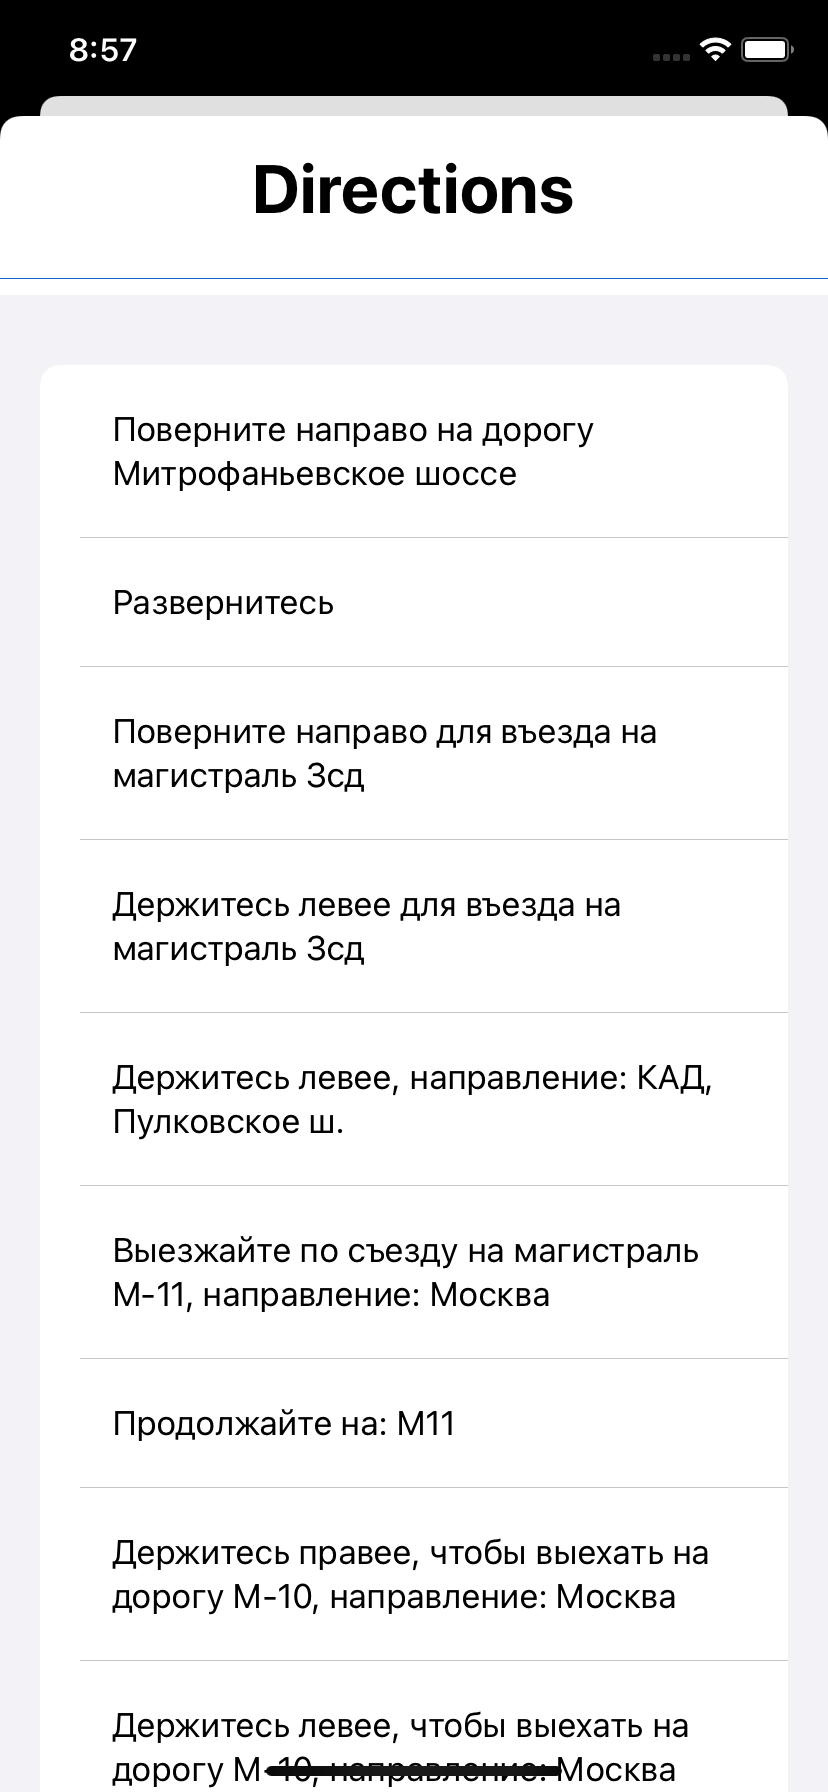 8:57
Directions
Поверните направо на дорогу
Митрофаньевское шоссе
Развернитесь
Поверните направо для въезда на
магистраль Зсд
Держитесь левее для въезда на
магистраль Зсд
Держитесь левее, направление: КАД,
Пулковское ш.
Выезжайте по съезду на магистраль
М-11, направление: Москва
Продолжайте на: М11
Держитесь правее, чтобы выехать на
дорогу М-10, направление: Москва
Держитесь левее, чтобы выехать на
дорогу М-10, направление: Москва